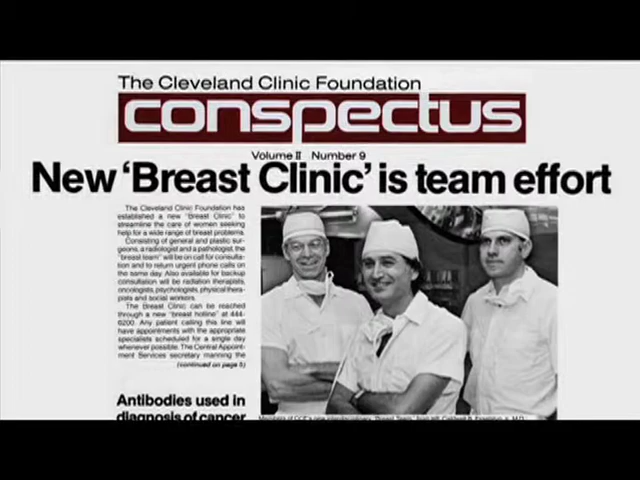 The Cleveland Clinic Foundation
conspectus
Volume II Number 9
New 'Breast Clinic' is team effort
The Cleveland Clinic Foundation has
established a new "Breast Clinic" to
streamline the care of women seeking
help for a wide range of breast problems.
Consisting of general and plastic sur-
geons, a radiologist and a pathologist, the
"breast team" will be on call for consulta-
tion and to return urgent phone calls on
the same day. Also available for backup
consultation will be radiation therapists,
oncologists, psychologists, physical thera-
pists and social workers.
The Breast Clinic can be reached
through a new "breast hotline" at 444-
6200. Any patient calling this line will
have appointments with the appropriate
specialists scheduled for a single day
whenever possible. The Central Appoint-
ment Services secretary manning the
(continued on page 5)
Antibodies used in
diagnosis of cancer